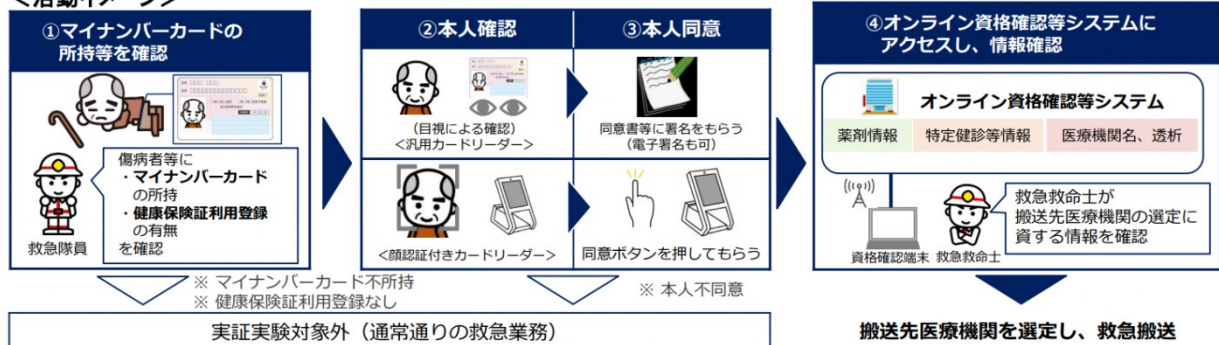 ＜活動イメージ＞
①マイナンバーカードの
所持等を確認
傷病者等に
・マイナンバーカード
の所持
・健康保険証利用登録
の有無
を確認
救急隊員
②本人確認
③本人同意
（目視による確認）
＜汎用カードリーダー＞
同意書等に署名をもらう
（電子署名も可）
＜顔認証付きカードリーダー＞
同意ボタンを押してもらう
④オンライン資格確認等システムに
アクセスし、情報確認
オンライン資格確認等システム
薬剤情報
特定健診等情報
医療機関名、透析
救急救命士が
搬送先医療機関の選定に
資する情報を確認
資格確認端末
救急救命士
※ マイナンバーカード不所持
※ 健康保険証利用登録なし
※ 本人不同意
実証実験対象外（通常通りの救急業務）
搬送先医療機関を選定し、救急搬送